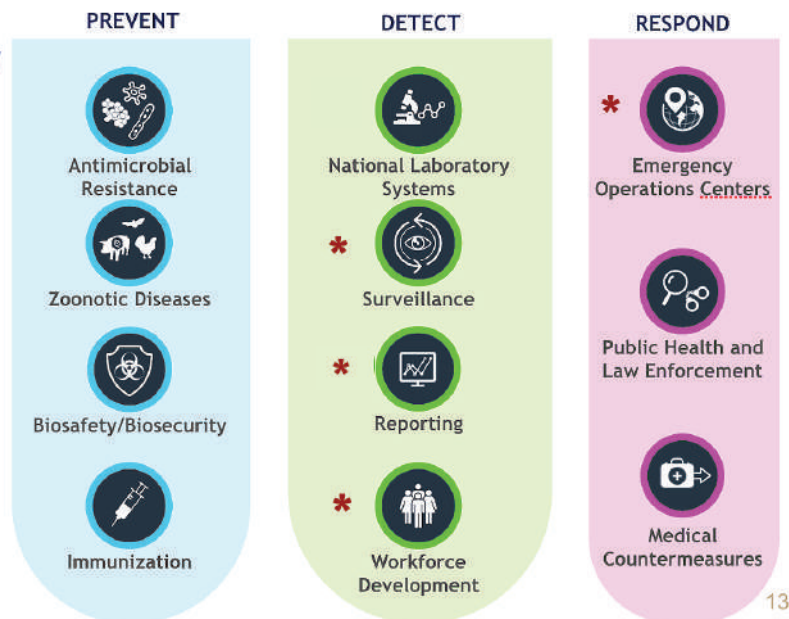 PREVENT
Antimicrobial
Resistance
Zoonotic Diseases
Biosafety/Biosecurity
Immunization
DETECT
National Laboratory
Systems
*
Surveillance
*
Reporting
*
Workforce
Development
RESPOND
*
Emergency
Operations Centers
Public Health and
Law Enforcement
Medical
Countermeasures
13